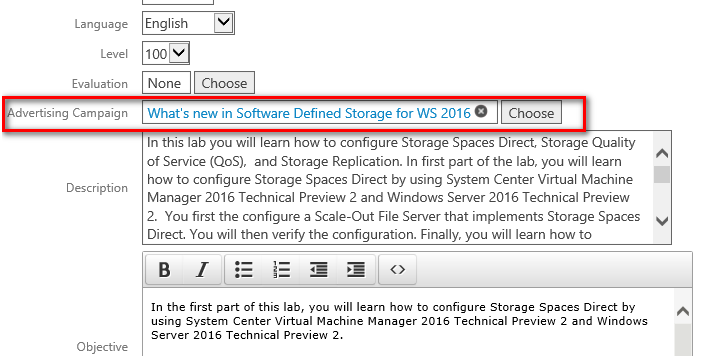 Language English
Level 100
Evaluation None Choose
Advertising Campaign What's new in Software Defined Storage for WS 2016 Choose
In this lab you will learn how to configure Storage Spaces Direct, Storage Quality
of Service (QoS),  and Storage Replication. In first part of the lab, you will learn
how to configure Storage Spaces Direct by using System Center Virtual Machine
Description Manager 2016 Technical Preview 2 and Windows Server 2016 Technical Preview
2.  You first the configure a Scale-Out File Server that implements Storage Spaces
Direct. You will then verify the configuration. Finally, you will learn how to
B I
In the first part of this lab, you will learn how to configure Storage Spaces Direct by
using System Center Virtual Machine Manager 2016 Technical Preview 2 and Windows
Server 2016 Technical Preview 2.
Objective